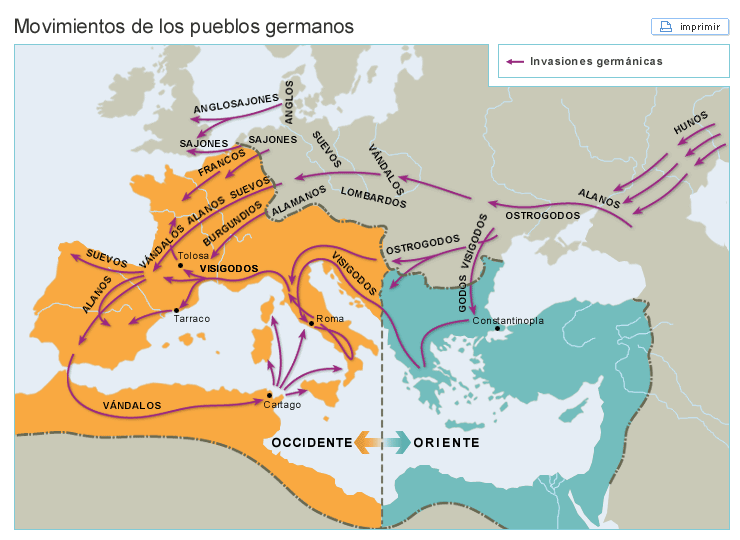 Movimientos de los pueblos germanos
imprimir
Invasiones germánicas
ANGLOSAJONES
ANGLOS
HUNOS
SAJONES
SAJONES
SUEVOS
VÁNDALOS
FRANCOS
ALANOS
LOMBARDOS
OSTROGODOS
VÁNDALOS ALANOS SUEVOS
ALAMANOS
BURGUNDIOS
OSTROGODOS
GODOS VISIGODOS
SUEVOS
Tolosa
VISIGODOS
VISIGODOS
ALANOS
Tarraco
Roma
Constantinopla
VÁNDALOS
Cartago
OCCIDENTE
ORIENTE